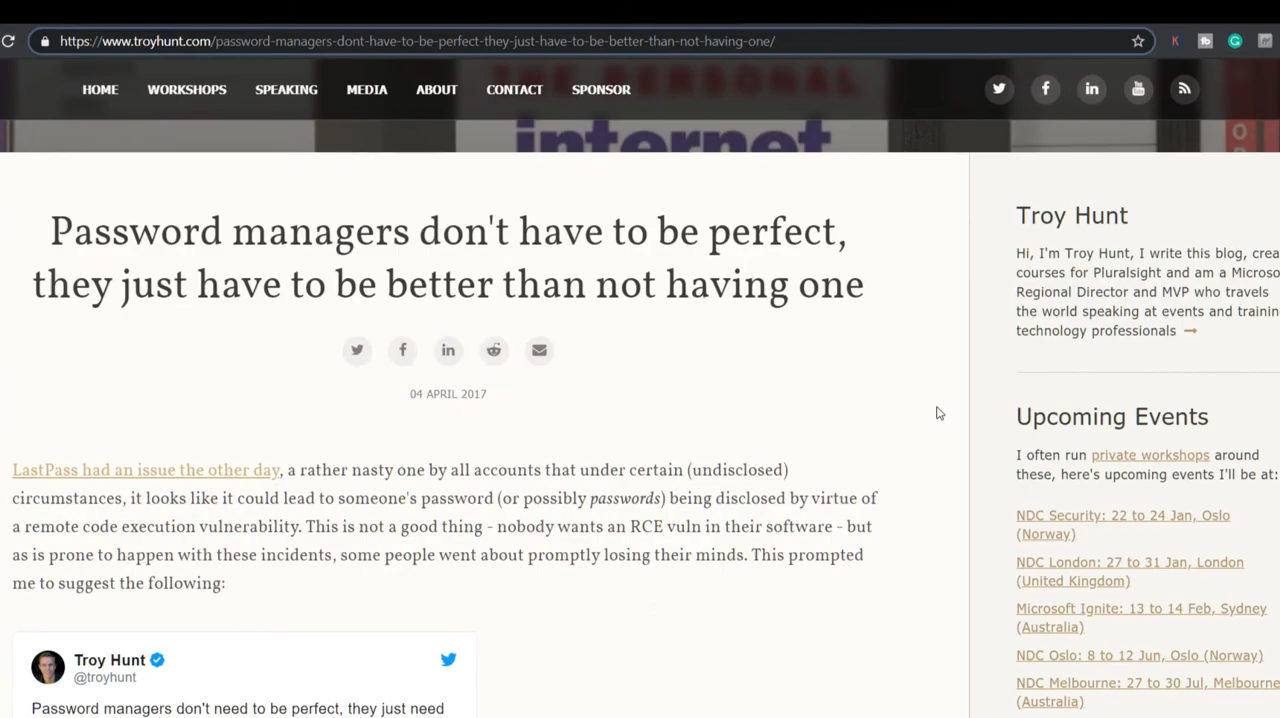 https://www.troyhunt.com/password-managers-dont-have-to-be-perfect-they-just-have-to-be-better-than-not-having-one/
HOME WORKSHOPS SPEAKING MEDIA ABOUT CONTACT SPONSOR
THE PERSONAL
internet
Password managers don't have to be perfect,
they just have to be better than not having one
04 APRIL 2017
LastPass had an issue the other day, a rather nasty one by all accounts that under certain (undisclosed)
circumstances, it looks like it could lead to someone's password (or possibly passwords) being disclosed by virtue of
a remote code execution vulnerability. This is not a good thing - nobody wants an RCE vuln in their software - but
as is prone to happen with these incidents, some people went about promptly losing their minds. This prompted
me to suggest the following:
Troy Hunt
@troyhunt
Password managers don't need to be perfect, they just need
Troy Hunt
Hi, I'm Troy Hunt, I write this blog, crea
courses for Pluralsight and am a Microso
Regional Director and MVP who travels
the world speaking at events and trainin
technology professionals
Upcoming Events
I often run private workshops around
these, here's upcoming events I'll be at:
NDC Security: 22 to 24 Jan, Oslo
(Norway)
NDC London: 27 to 31 Jan, London
(United Kingdom)
Microsoft Ignite: 13 to 14 Feb, Sydney
(Australia)
NDC Oslo: 8 to 12 Jun, Oslo (Norway)
NDC Melbourne: 27 to 30 Jul, Melbourne
(Australia)